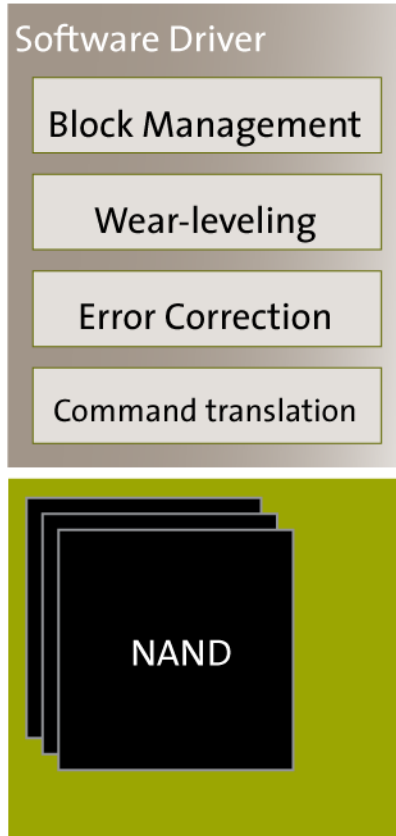 Software Driver
Block Management
Wear-leveling
Error Correction
Command translation
NAND